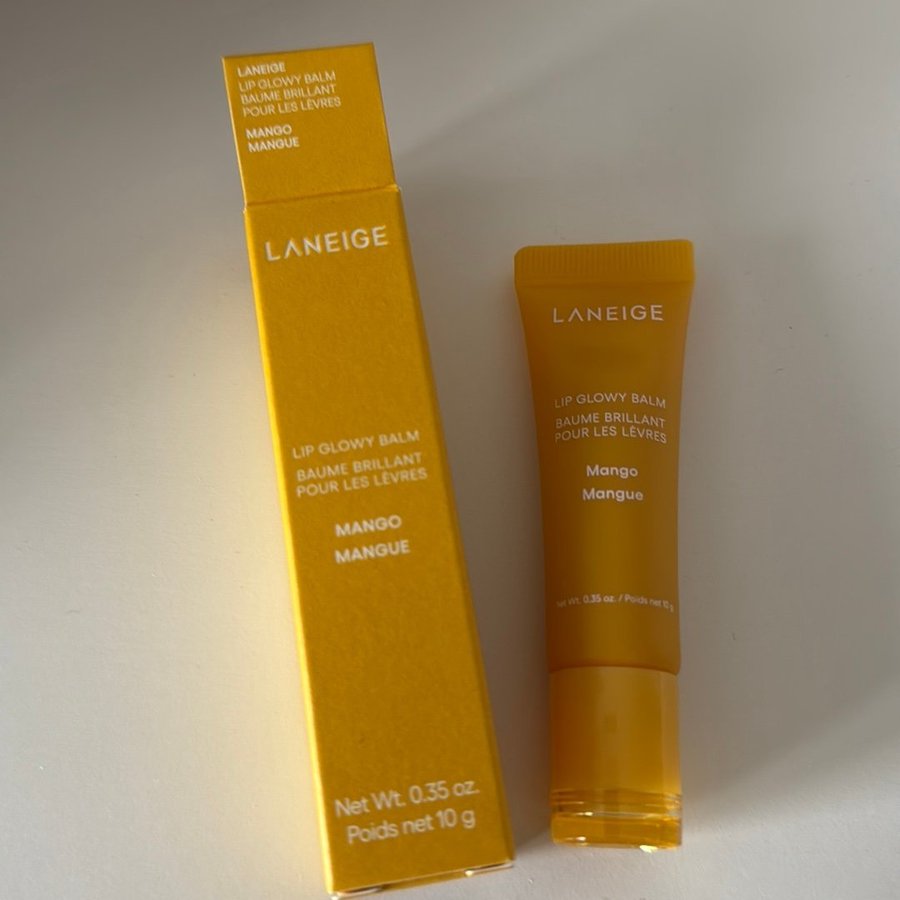 LANEIGE
LIP GLOWY BALM
BAUME BRILLANT
POUR LES LÈVRES
MANGO
MANGUE
LANEIGE
LIP GLOWY BALM
BAUME BRILLANT
POUR LES LÈVRES
MANGO
MANGUE
Net Wt. 0.35 oz.
Poids net 10 g
LANEIGE
LIP GLOWY BALM
BAUME BRILLANT
POUR LES LÈVRES
Mango
Mangue
Net Wt. 0.35 oz. / Poids net 10 g